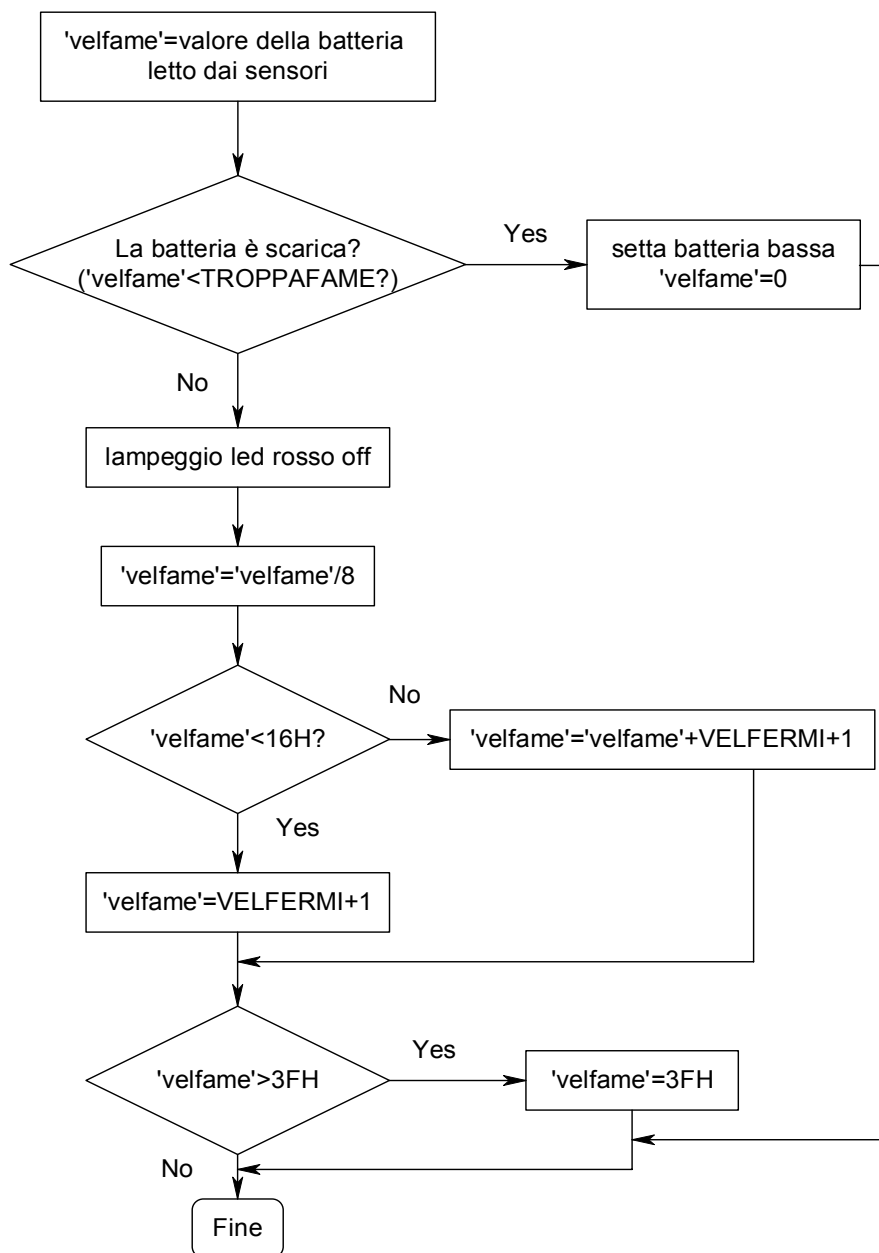 'velfame'=valore della batteria
letto dai sensori
La batteria è scarica?
('velfame'<TROPPAFAME?)
Yes
setta batteria bassa
'velfame'=0
No
lampeggio led rosso off
'velfame'='velfame'/8
'velfame'<16H?
No
'velfame'='velfame'+VELFERMI+1
Yes
'velfame'=VELFERMI+1
'velfame'>3FH
Yes
'velfame'=3FH
No
Fine